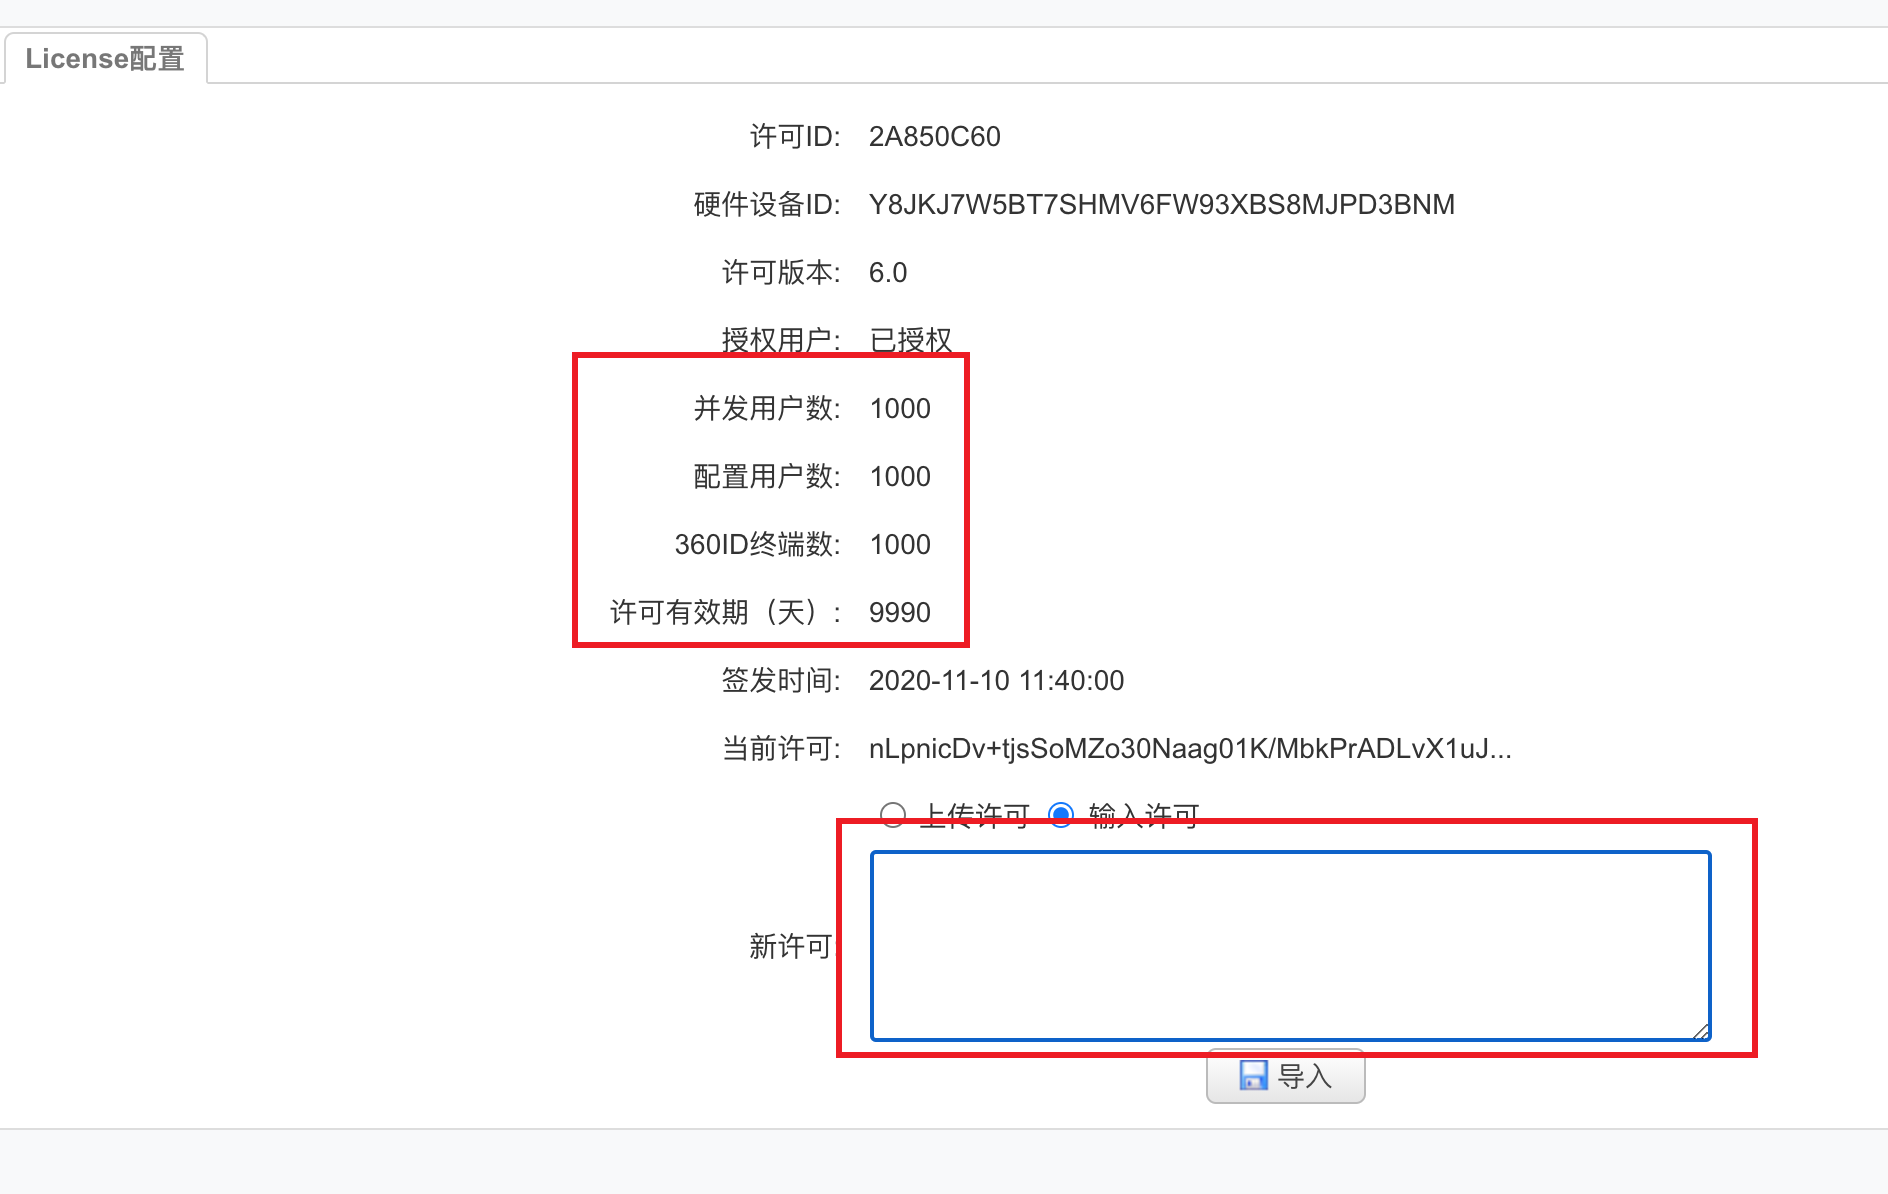 License配置
许可ID: 2A850C60
硬件设备ID: Y8JKJ7W5BT7SHMV6FW93XBS8MJPD3BNM
许可版本: 6.0
授权用户: 已授权
并发用户数: 1000
配置用户数: 1000
360ID终端数: 1000
许可有效期（天）: 9990
签发时间: 2020-11-10 11:40:00
当前许可: nLpnicDv+tjsSoMZo30Naag01K/MbkPrADLvX1uJ...
上传许可 输入许可
新许可:
导入